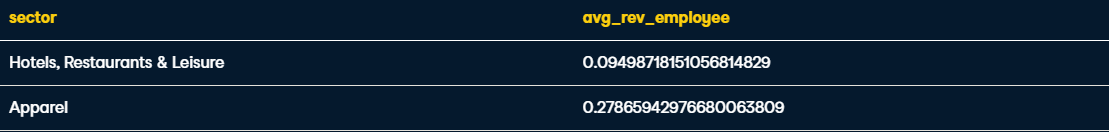 sector avg_rev_employee
Hotels, Restaurants & Leisure 0.09498718151056814829
Apparel 0.27865942976680063809